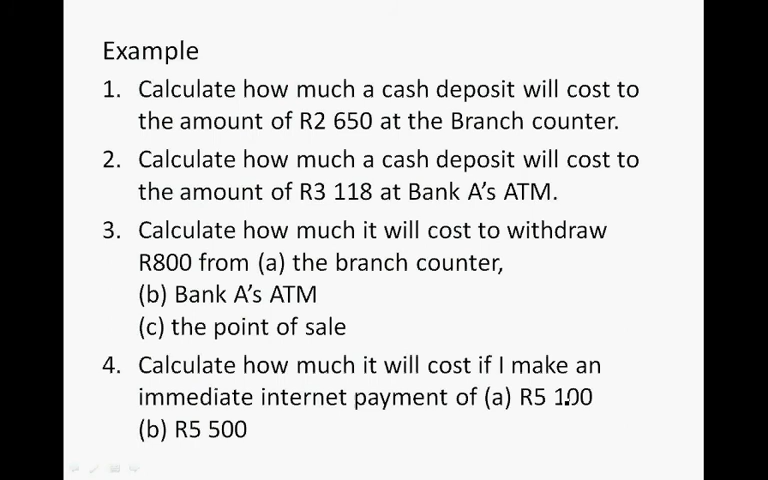 Example
1. Calculate how much a cash deposit will cost to
the amount of R2 650 at the Branch counter.
2. Calculate how much a cash deposit will cost to
the amount of R3 118 at Bank A’s ATM.
3. Calculate how much it will cost to withdraw
R800 from (a) the branch counter,
(b) Bank A’s ATM
(c) the point of sale
4. Calculate how much it will cost if I make an
immediate internet payment of (a) R5 100
(b) R5 500